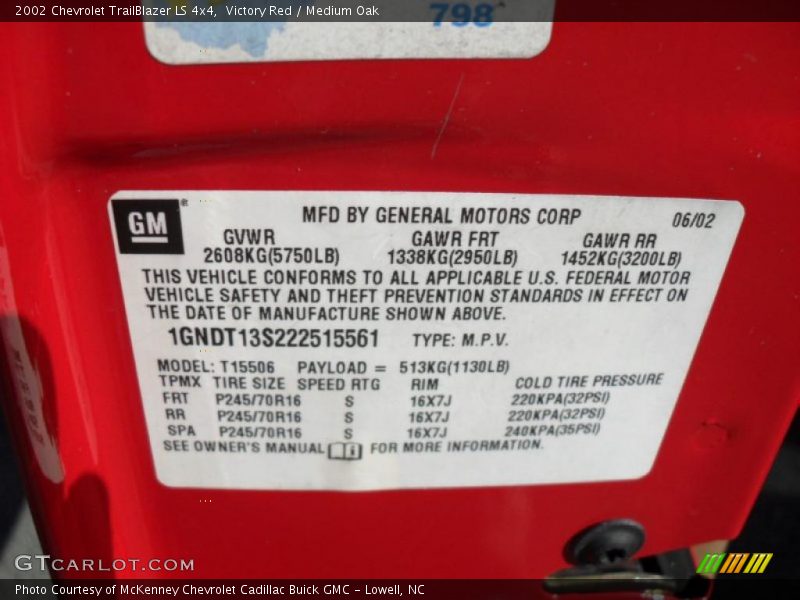 2002 Chevrolet TrailBlazer LS 4x4, Victory Red / Medium Oak
798
GM
MFD BY GENERAL MOTORS CORP 06/02
GVWR GAWR FRT GAWR RR
2608KG(5750LB) 1338KG(2950LB) 1452KG(3200LB)
THIS VEHICLE CONFORMS TO ALL APPLICABLE U.S. FEDERAL MOTOR
VEHICLE SAFETY AND THEFT PREVENTION STANDARDS IN EFFECT ON
THE DATE OF MANUFACTURE SHOWN ABOVE.
1GNDT13S222515561 TYPE: M.P.V.
MODEL: T15506 PAYLOAD = 513KG(1130LB)
TPMX TIRE SIZE SPEED RTG RIM COLD TIRE PRESSURE
FRT P245/70R16 S 16X7J 220KPA(32PSI)
RR P245/70R16 S 16X7J 220KPA(32PSI)
SPA P245/70R16 S 16X7J 240KPA(35PSI)
SEE OWNER'S MANUAL FOR MORE INFORMATION.
GTCARLOT.COM
Photo Courtesy of McKenney Chevrolet Cadillac Buick GMC - Lowell, NC